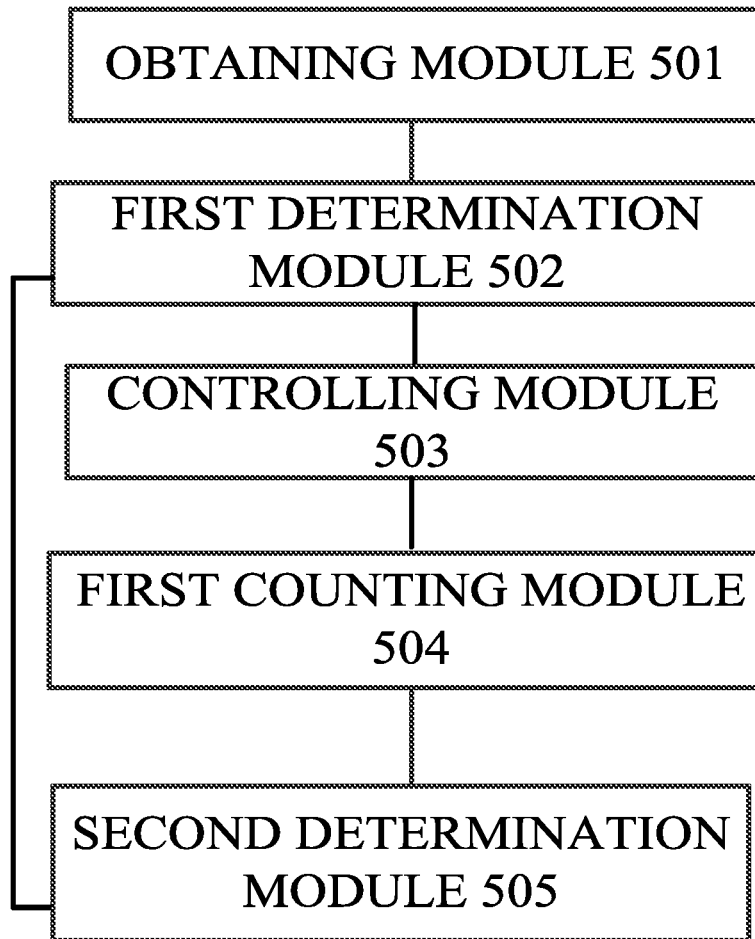 OBTAINING MODULE 501
FIRST DETERMINATION
MODULE 502
CONTROLLING MODULE
503
FIRST COUNTING MODULE
504
SECOND DETERMINATION
MODULE 505